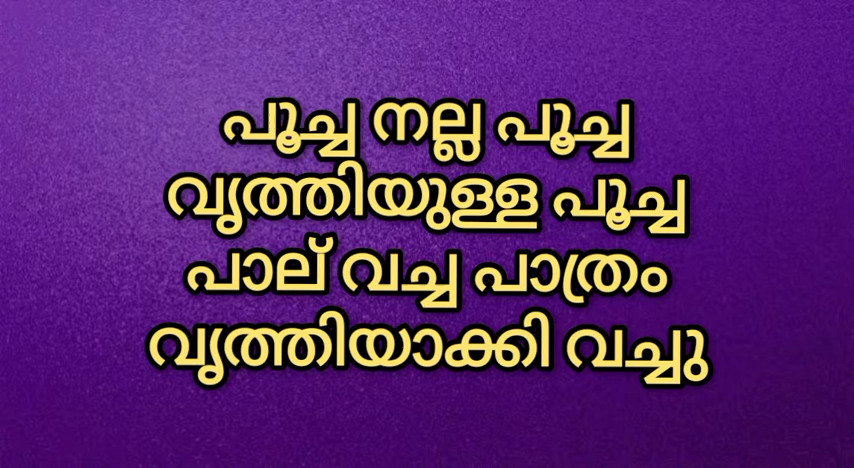 പൂച്ച നല്ല പൂച്ച
വൃത്തിയുള്ള പൂച്ച
പാല് വച്ച പാത്രം
വൃത്തിയാക്കി വച്ചു